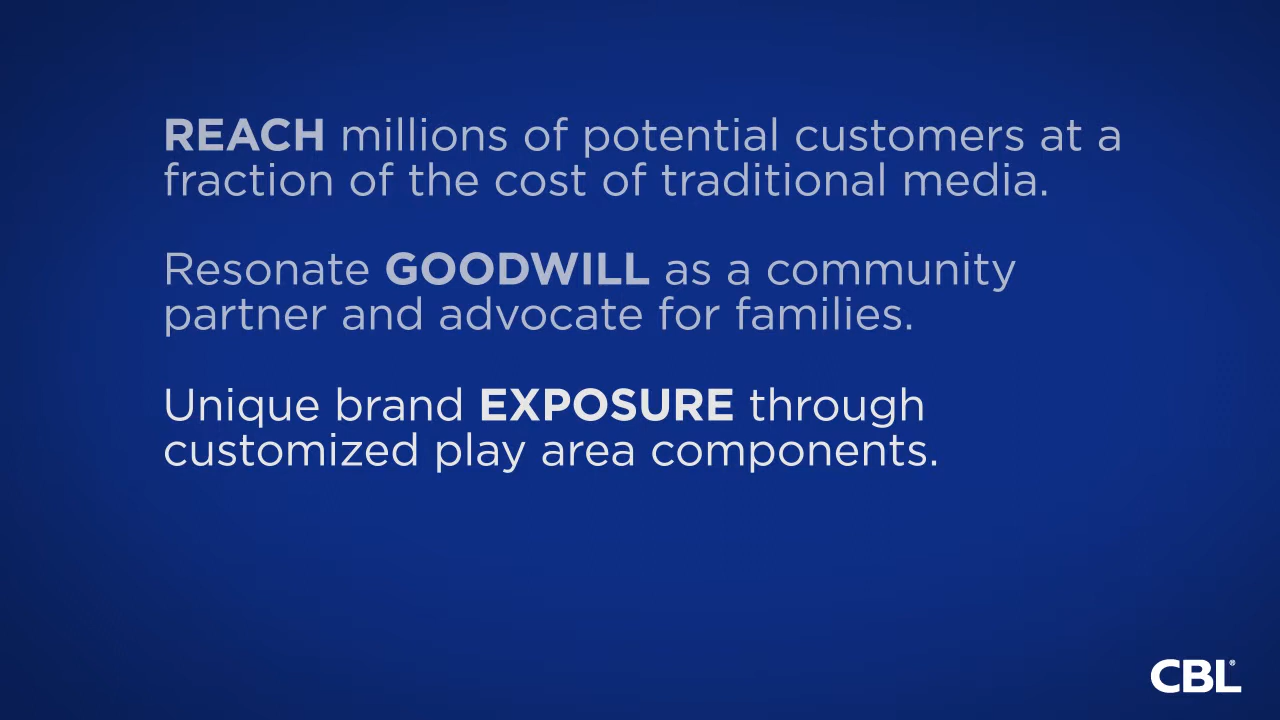 REACH millions of potential customers at a
fraction of the cost of traditional media.
Resonate GOODWILL as a community
partner and advocate for families.
Unique brand EXPOSURE through
customized play area components.
CBL®